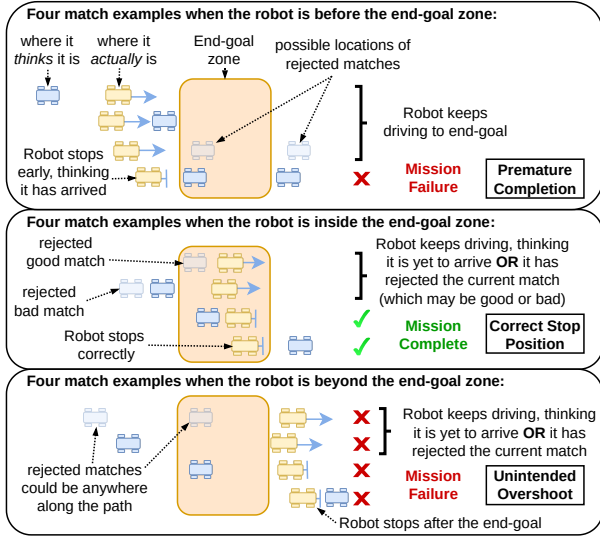 Four match examples when the robot is before the end-goal zone:
where it
thinks it is
where it
actually is
End-goal
zone
possible locations of
rejected matches
Robot keeps
driving to end-goal
Robot stops
early, thinking
it has arrived
Mission
Failure
Premature
Completion
Four match examples when the robot is inside the end-goal zone:
rejected
good match
Robot keeps driving, thinking
it is yet to arrive OR it has
rejected the current match
(which may be good or bad)
rejected
bad match
Robot stops
correctly
Mission
Complete
Correct Stop
Position
Four match examples when the robot is beyond the end-goal zone:
Robot keeps driving, thinking
it is yet to arrive OR it has
rejected the current match
rejected matches
could be anywhere
along the path
Mission
Failure
Unintended
Overshoot
Robot stops after the end-goal